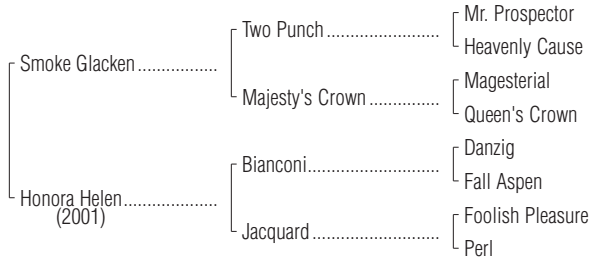 Mr. Prospector
Two Punch
Heavenly Cause
Smoke Glacken
Magesterial
Majesty's Crown
Queen's Crown
Danzig
Bianconi
Fall Aspen
Honora Helen
(2001)
Foolish Pleasure
Jacquard
Perl